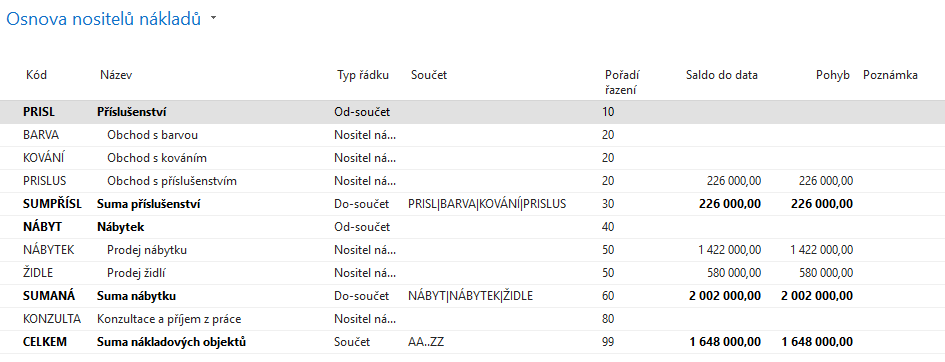 Osnova nositelů nákladů
Kód Název Typ řádku Součet Pořadí řazení Saldo do data Pohyb Poznámka
PRISL Příslušenství Od-součet 10
BARVA Obchod s barvou Nositel ná... 20
KOVÁNÍ Obchod s kováním Nositel ná... 20
PRISLUS Obchod s příslušenstvím Nositel ná... 20 226 000,00 226 000,00
SUMPŘÍSL Suma příslušenství Do-součet PRISL|BARVA|KOVÁNÍ|PRISLUS 30 226 000,00 226 000,00
NÁBYT Nábytek Od-součet 40
NÁBYTEK Prodej nábytku Nositel ná... 50 1 422 000,00 1 422 000,00
ŽIDLE Prodej židlí Nositel ná... 50 580 000,00 580 000,00
SUMANÁ Suma nábytku Do-součet NÁBYT|NÁBYTEK|ŽIDLE 60 2 002 000,00 2 002 000,00
KONZULTA Konzultace a příjem z práce Nositel ná... 80
CELKEM Suma nákladových objektů Součet AA..ZZ 99 1 648 000,00 1 648 000,00